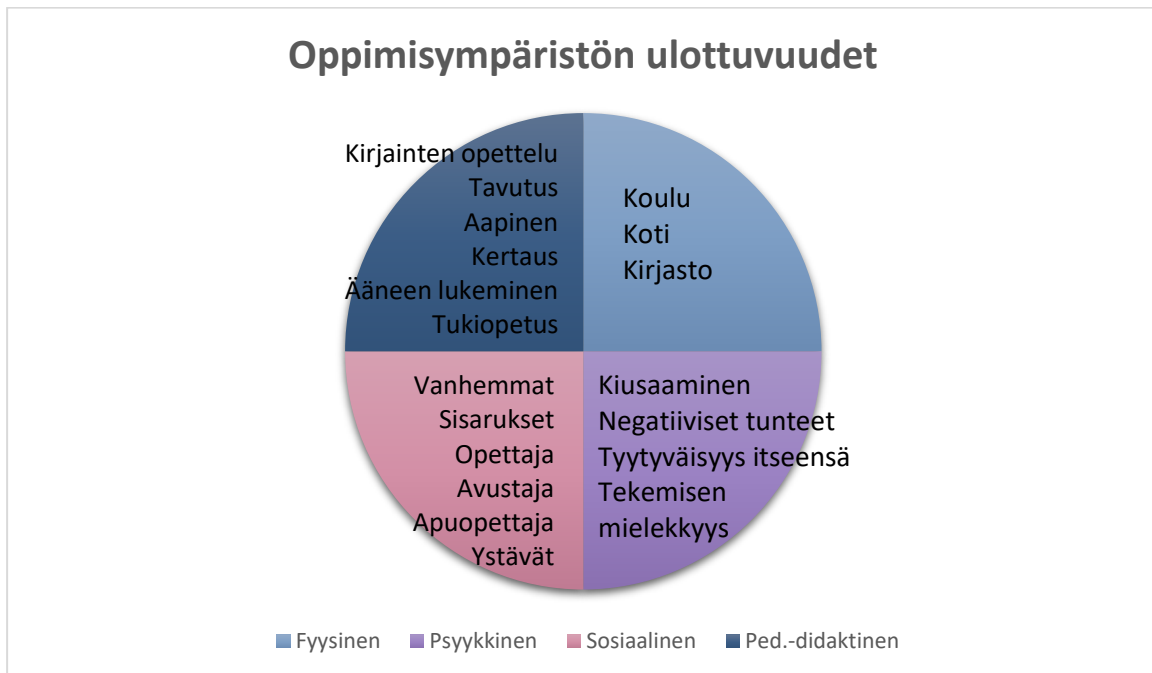 Oppimisympäristön ulottuvuudet
Kirjainten opettelu
Tavutus
Aapinen
Kertaus
Ääneen lukeminen
Tukiopetus
Koulu
Koti
Kirjasto
Vanhemmat
Sisarukset
Opettaja
Avustaja
Apuopettaja
Ystävät
Kiusaaminen
Negatiiviset tunteet
Tyytyväisyys itseensä
Tekemisen
mielekkyys
Fyysinen Psyykkinen Sosiaalinen Ped.-didaktinen